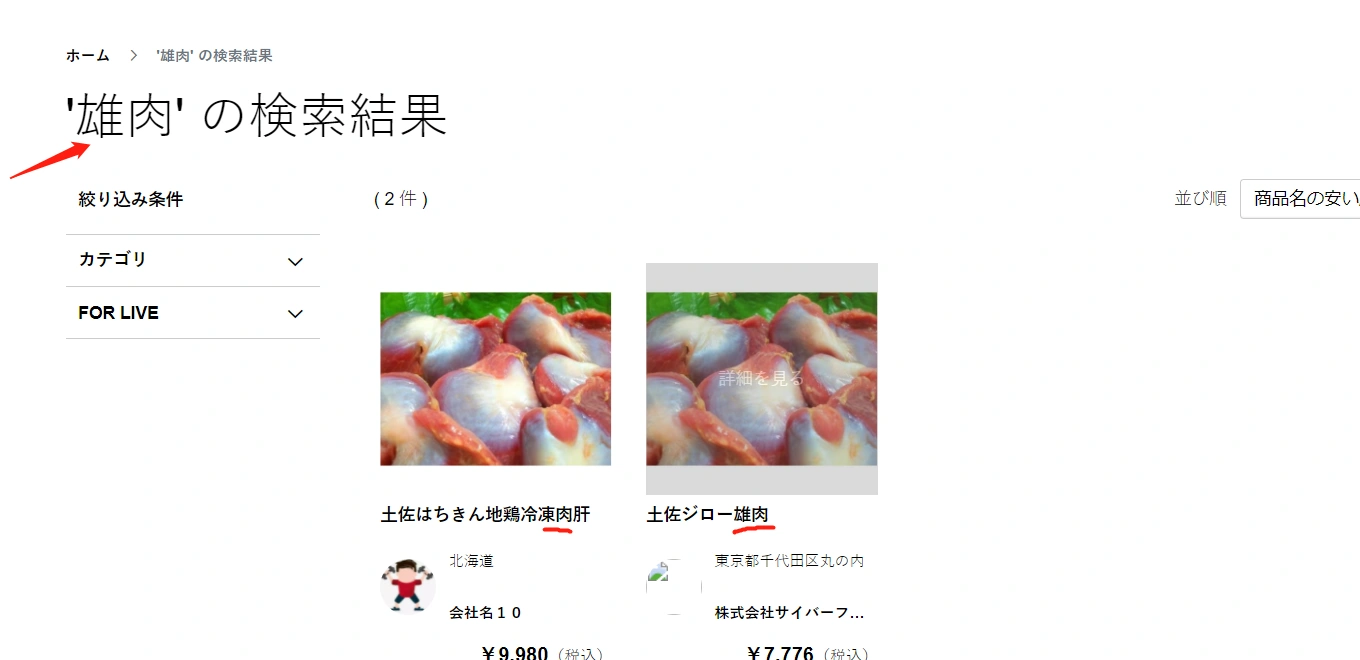 ホーム > '雄肉' の検索結果
'雄肉' の検索結果
絞り込み条件
( 2 件 )
並び順
商品名の安い
カテゴリ
FOR LIVE
詳細を見る
土佐はちきん地鶏冷凍肉肝
土佐ジロー雄肉
北海道
会社名１０
東京都千代田区丸の内
株式会社サイバーフ…
￥9,980（税込）
￥7,776（税込）